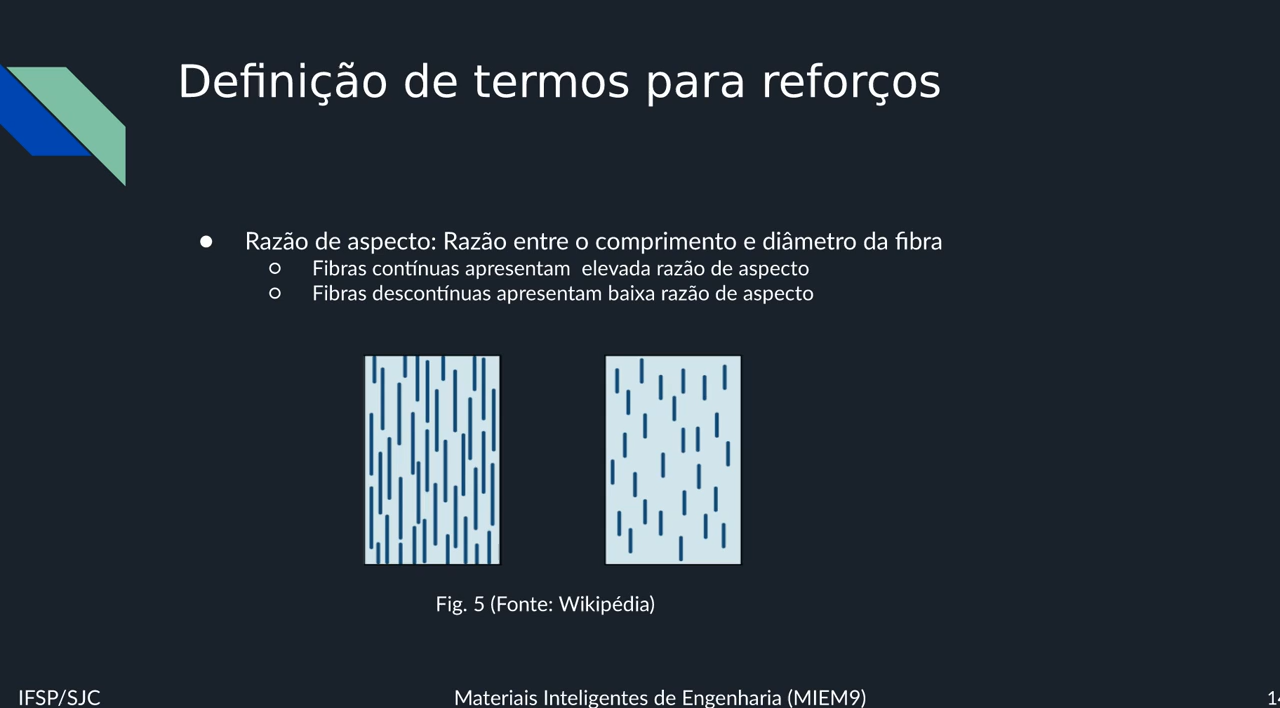 Definição de termos para reforços
● Razão de aspecto: Razão entre o comprimento e diâmetro da fibra
○ Fibras contínuas apresentam  elevada razão de aspecto
○ Fibras descontínuas apresentam baixa razão de aspecto
Fig. 5 (Fonte: Wikipédia)
IFSP/SJC
Materiais Inteligentes de Engenharia (MIEM9)